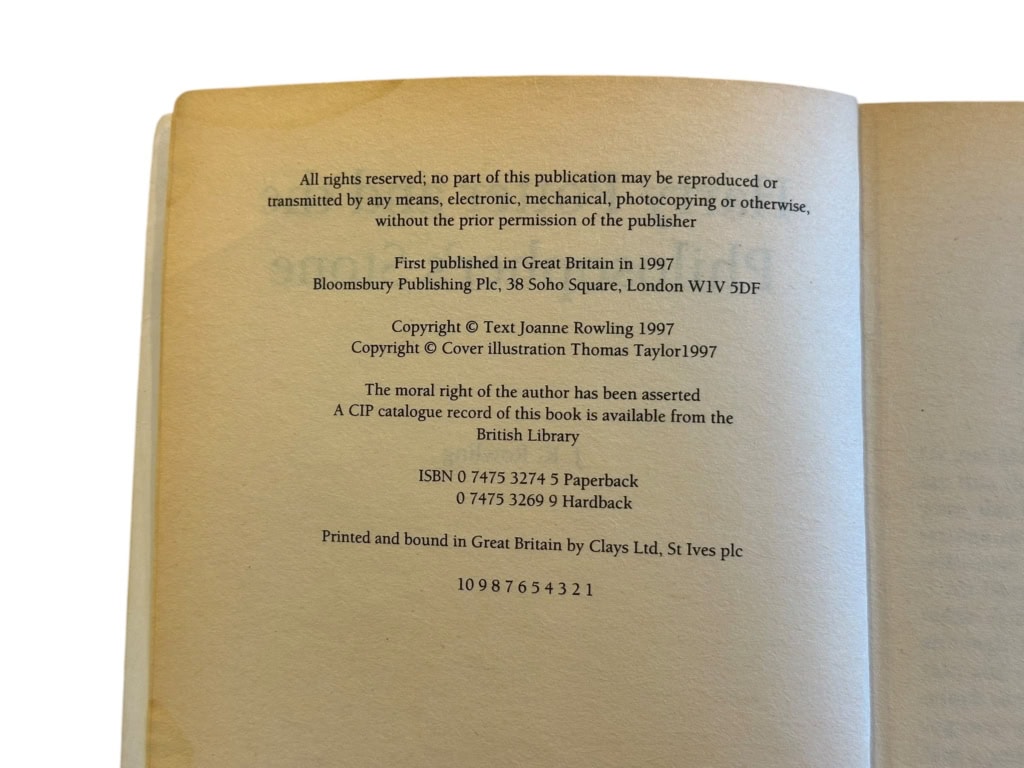 All rights reserved; no part of this publication may be reproduced or
transmitted by any means, electronic, mechanical, photocopying or otherwise,
without the prior permission of the publisher
First published in Great Britain in 1997
Bloomsbury Publishing Plc, 38 Soho Square, London W1V 5DF
Copyright © Text Joanne Rowling 1997
Copyright © Cover illustration Thomas Taylor1997
The moral right of the author has been asserted
A CIP catalogue record of this book is available from the
British Library
ISBN 0 7475 3274 5 Paperback
0 7475 3269 9 Hardback
Printed and bound in Great Britain by Clays Ltd, St Ives plc
10 9 8 7 6 5 4 3 2 1